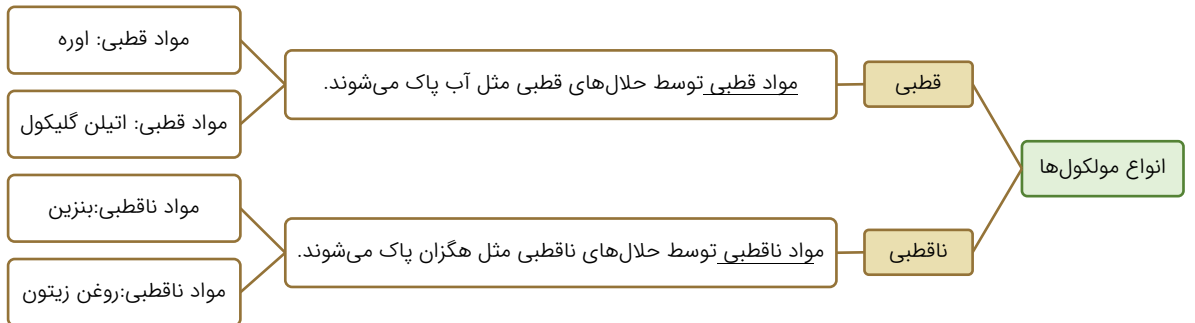 انواع مولکول‌ها
قطبی
مواد قطبی توسط حلال‌های قطبی مثل آب پاک می‌شوند.
مواد قطبی: اوره
مواد قطبی: اتیلن گلیکول
ناقطبی
مواد ناقطبی توسط حلال‌های ناقطبی مثل هگزان پاک می‌شوند.
مواد ناقطبی:بنزین
مواد ناقطبی:روغن زیتون